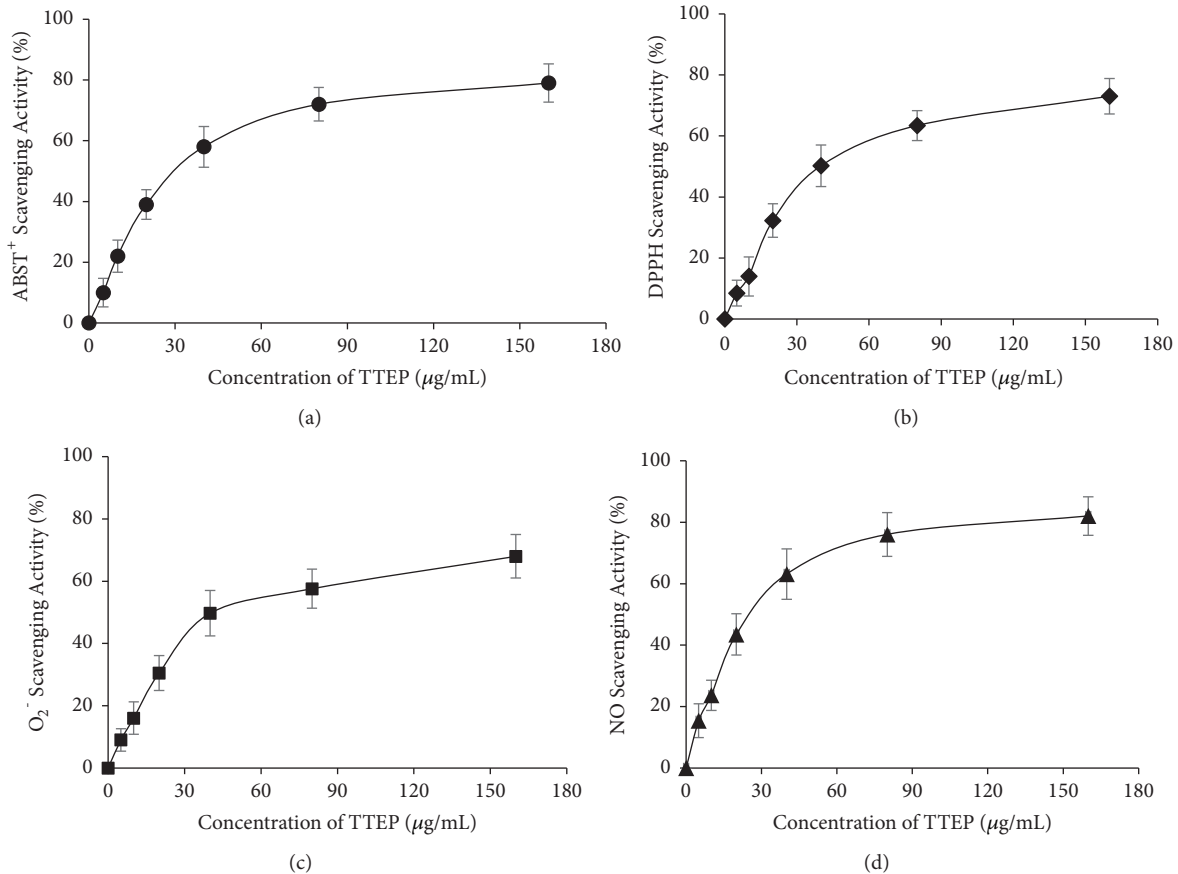 ABST⁺ Scavenging Activity (%)
100
80
60
40
20
0
0 30 60 90 120 150 180
Concentration of TTEP (μg/mL)
(a)
DPPH Scavenging Activity (%)
100
80
60
40
20
0
0 30 60 90 120 150 180
Concentration of TTEP (μg/mL)
(b)
O₂⁻ Scavenging Activity (%)
100
80
60
40
20
0
0 30 60 90 120 150 180
Concentration of TTEP (μg/mL)
(c)
NO Scavenging Activity (%)
100
80
60
40
20
0
0 30 60 90 120 150 180
Concentration of TTEP (μg/mL)
(d)